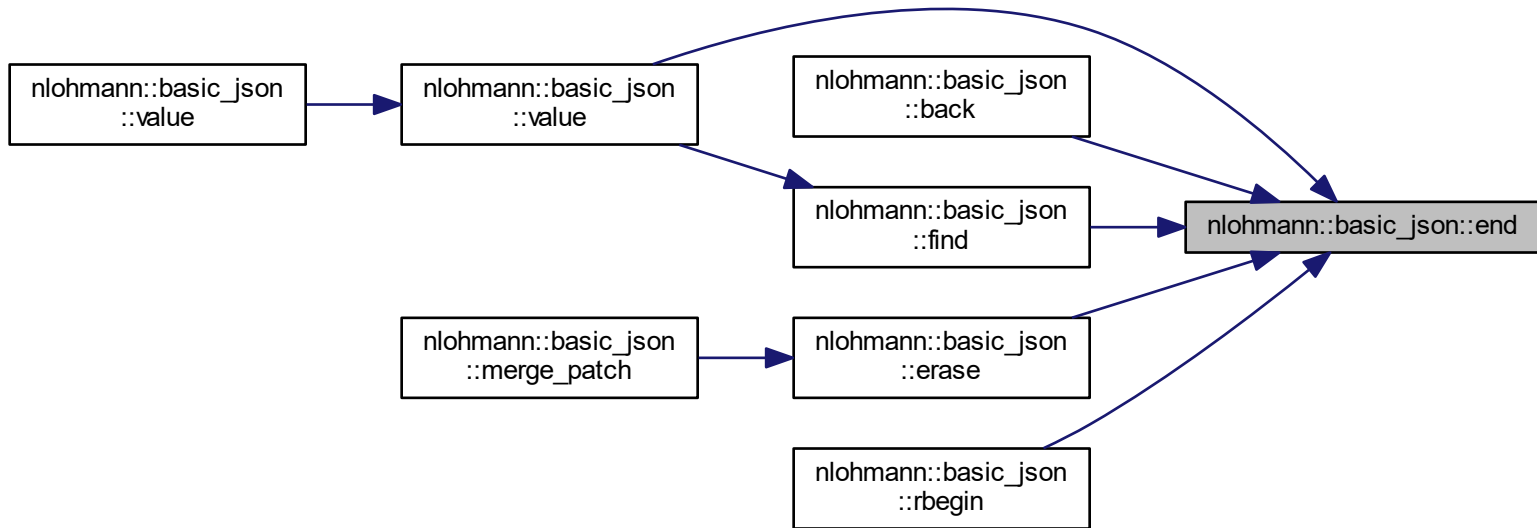 nlohmann::basic_json
::value
nlohmann::basic_json
::value
nlohmann::basic_json
::back
nlohmann::basic_json
::find
nlohmann::basic_json::end
nlohmann::basic_json
::merge_patch
nlohmann::basic_json
::erase
nlohmann::basic_json
::rbegin